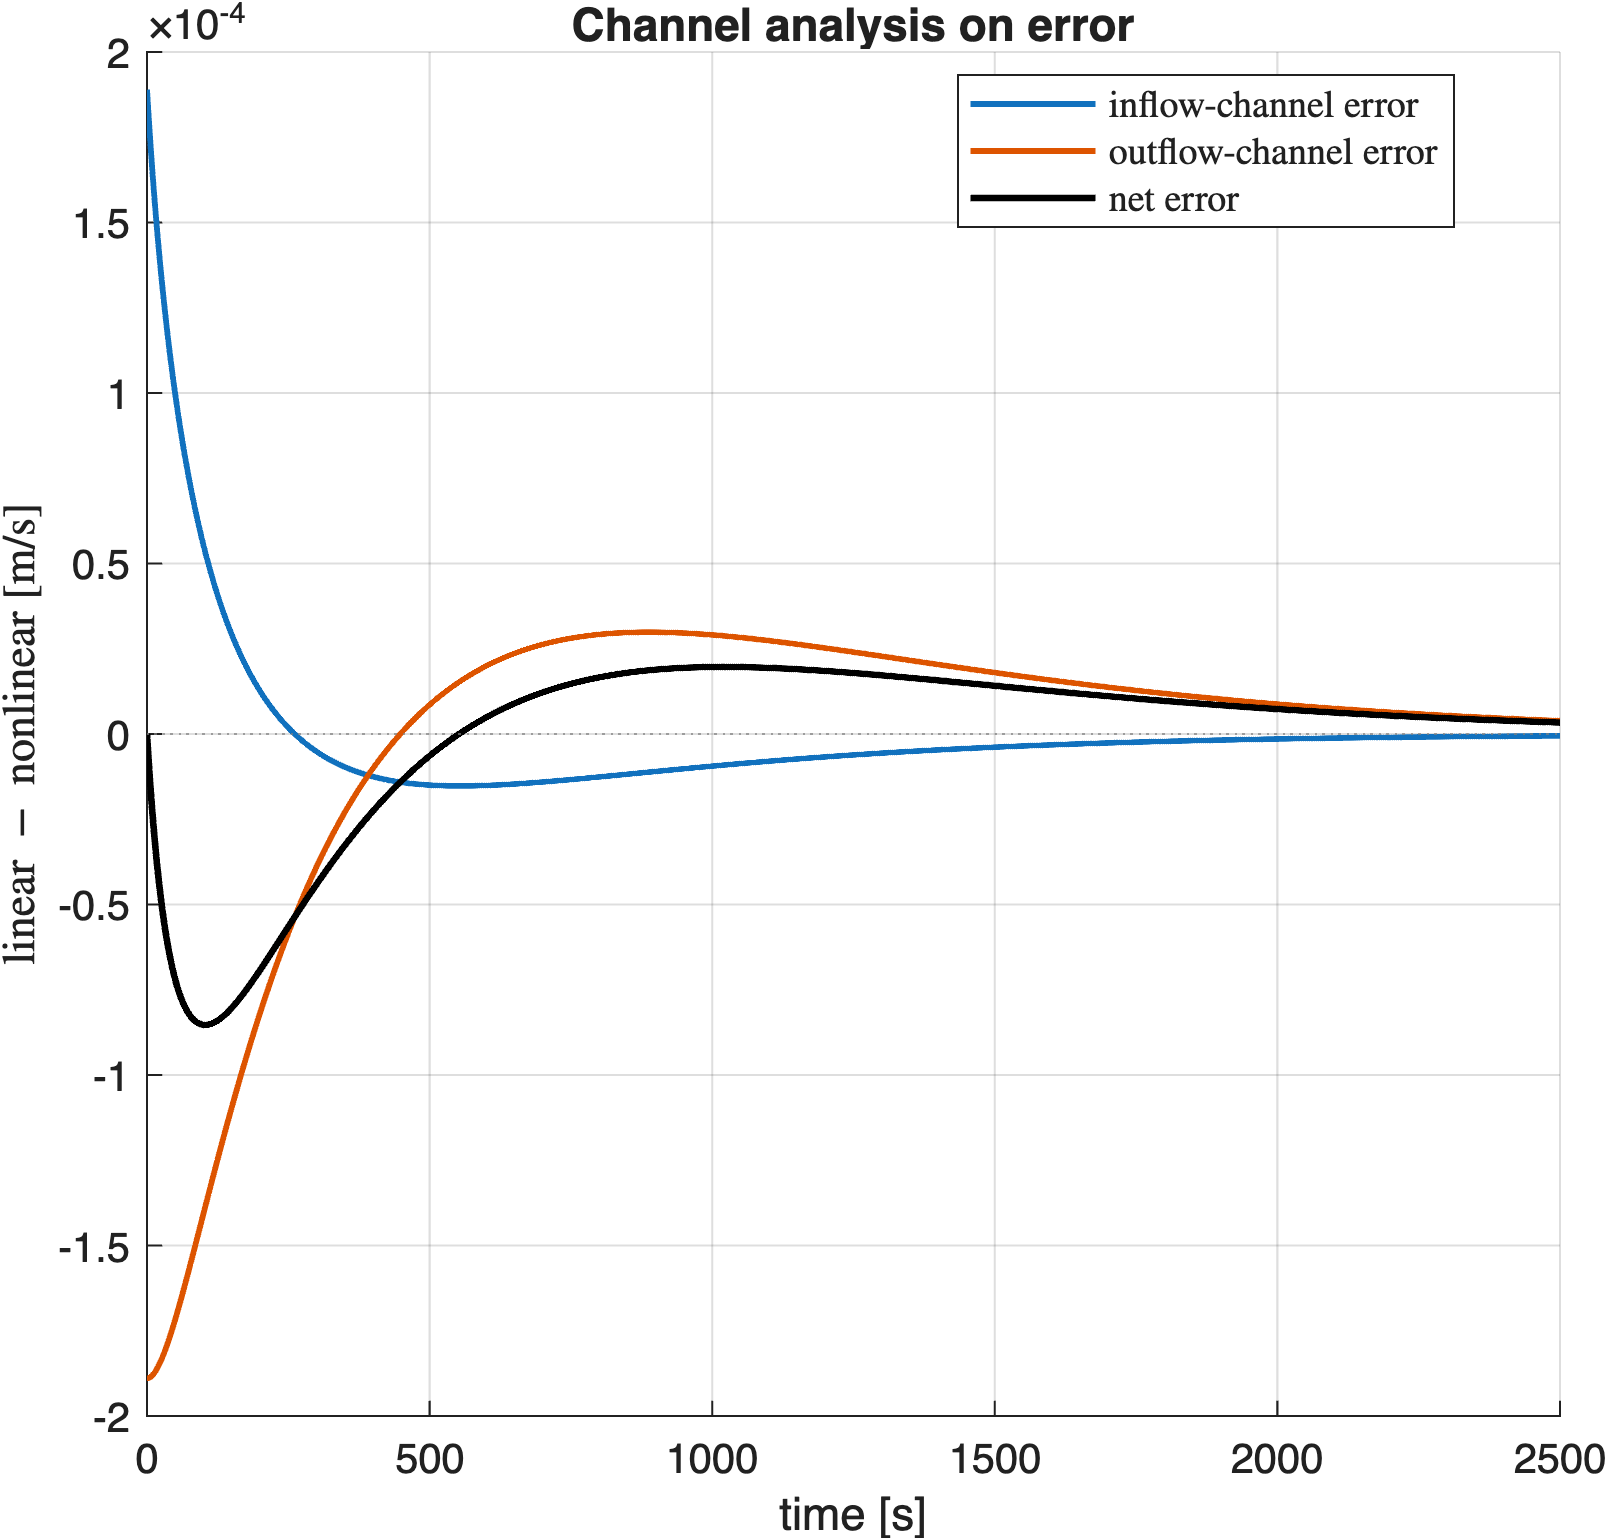 Channel analysis on error
×10-4
2
1.5
1
0.5
0
-0.5
-1
-1.5
-2
linear − nonlinear [m/s]
inflow-channel error
outflow-channel error
net error
0 500 1000 1500 2000 2500
time [s]